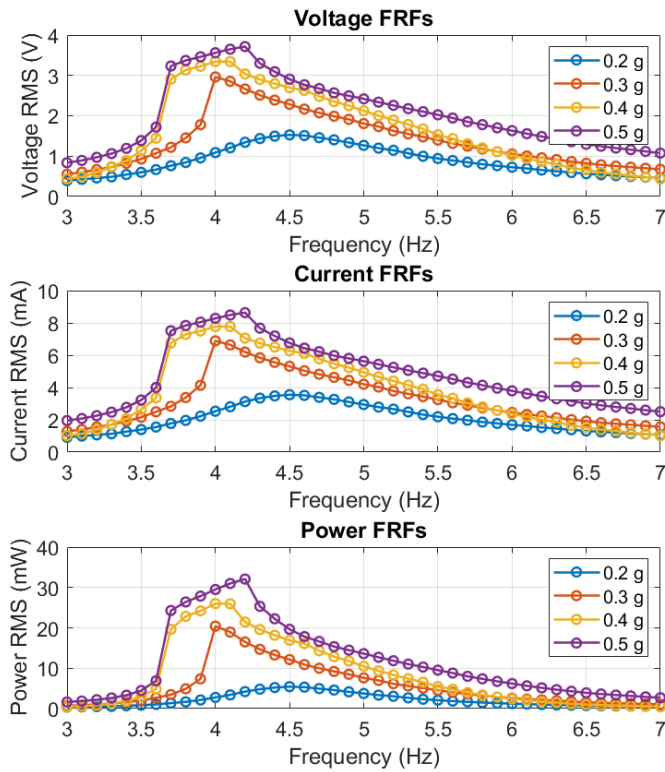 Voltage FRFs
Voltage RMS (V)
4
3
2
1
0
0.2 g
0.3 g
0.4 g
0.5 g
3 3.5 4 4.5 5 5.5 6 6.5 7
Frequency (Hz)
Current FRFs
Current RMS (mA)
10
8
6
4
2
0
0.2 g
0.3 g
0.4 g
0.5 g
3 3.5 4 4.5 5 5.5 6 6.5 7
Frequency (Hz)
Power FRFs
Power RMS (mW)
40
30
20
10
0
0.2 g
0.3 g
0.4 g
0.5 g
3 3.5 4 4.5 5 5.5 6 6.5 7
Frequency (Hz)